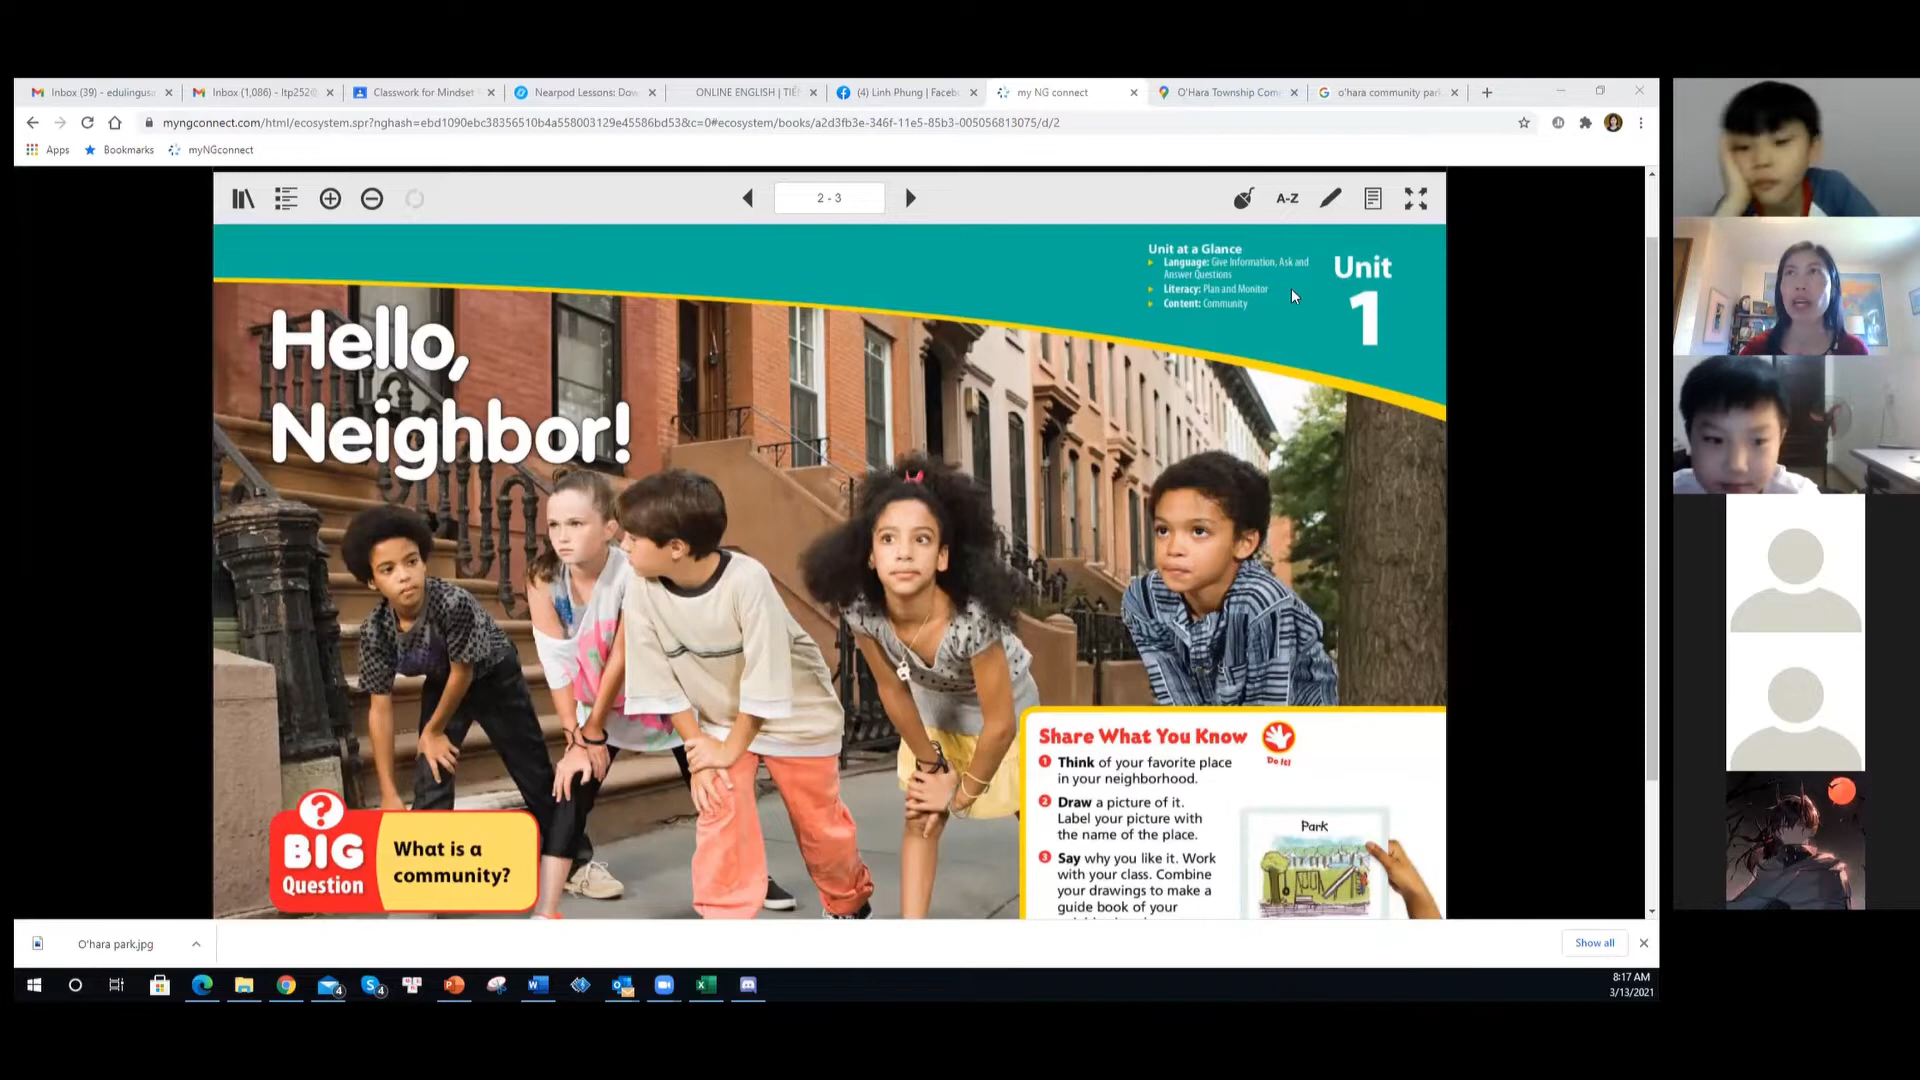 Inbox (39) - edulingus
Inbox (1,086) - ltp252@
Classwork for Mindset
Nearpod Lessons: Dow
ONLINE ENGLISH | TIẾN
(4) Linh Phung | Faceb
my NG connect
O'Hara Township Com
o'hara community park
myngconnect.com/html/ecosystem.spr?nghash=ebd1090ebc38356510b4a558003129e45586bd53&c=0#ecosystem/books/a2d3fb3e-346f-11e5-85b3-005056813075/d/2
Apps
Bookmarks
myNGconnect
2 - 3
A-Z
Unit at a Glance
Language: Give Information, Ask and
Answer Questions
Literacy: Plan and Monitor
Content: Community
Unit
1
Hello,
Neighbor!
Share What You Know
Do It!
1 Think of your favorite place
in your neighborhood.
2 Draw a picture of it.
Label your picture with
the name of the place.
3 Say why you like it. Work
with your class. Combine
your drawings to make a
guide book of your
Park
?
BIG
Question
What is a
community?
O'hara park.jpg
Show all
4
4
8:17 AM
3/13/2021